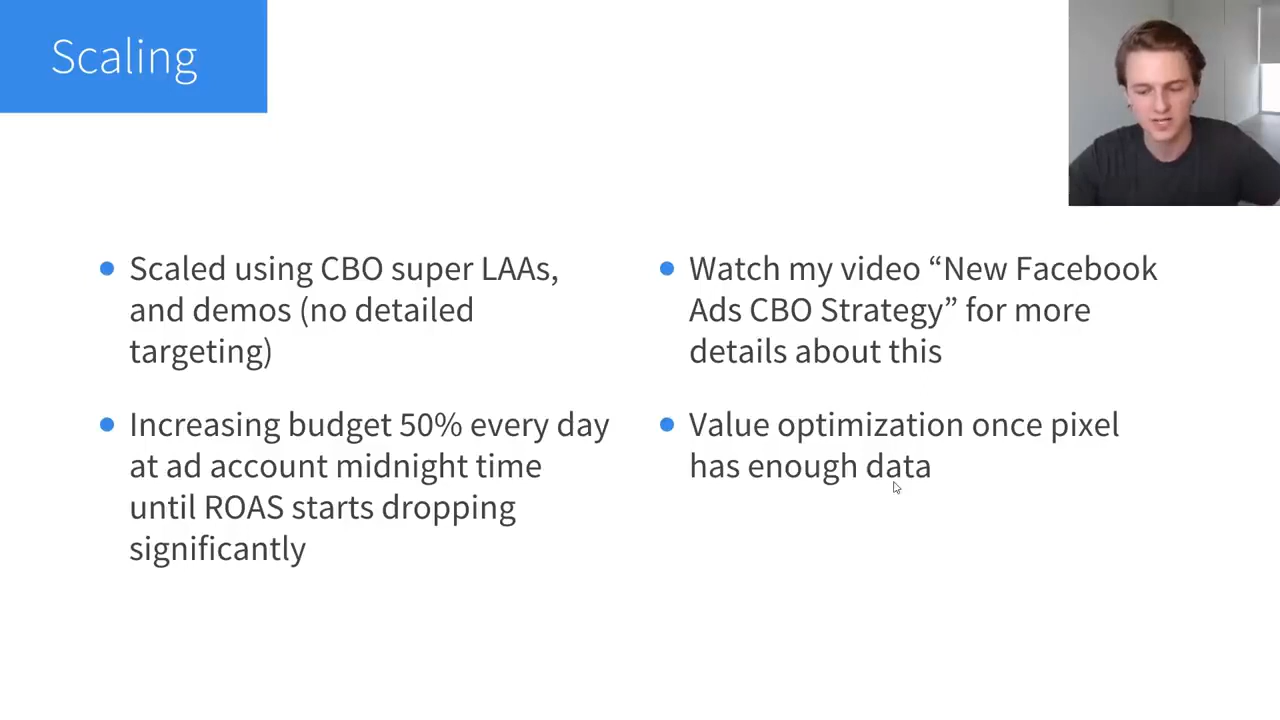 Scaling
Scaled using CBO super LAAs,
and demos (no detailed
targeting)
Increasing budget 50% every day
at ad account midnight time
until ROAS starts dropping
significantly
Watch my video “New Facebook
Ads CBO Strategy” for more
details about this
Value optimization once pixel
has enough data